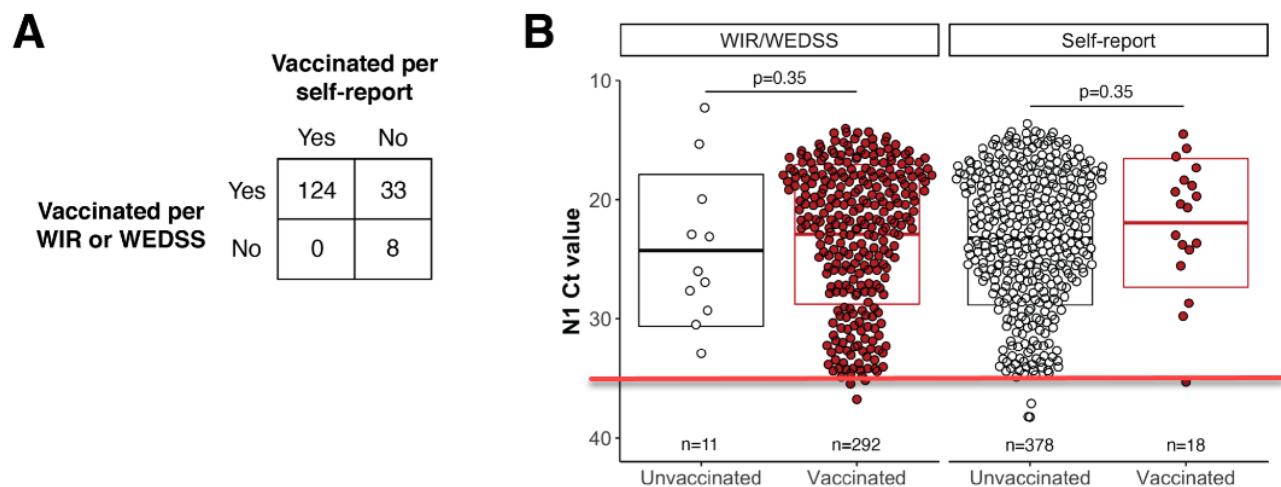 A
Vaccinated per
self-report
Yes No
Vaccinated per
WIR or WEDSS
Yes 124 33
No 0 8
B
WIR/WEDSS Self-report
p=0.35 p=0.35
N1 Ct value
10
20
30
40
n=11 n=292 n=378 n=18
Unvaccinated Vaccinated Unvaccinated Vaccinated